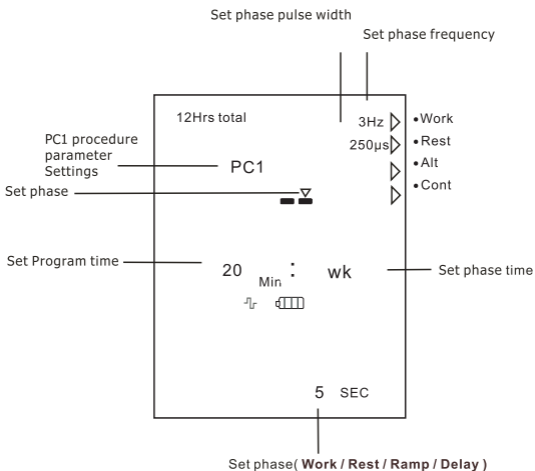 Set phase pulse width
Set phase frequency
12Hrs total
3Hz
•Work
250μs
•Rest
•Alt
•Cont
PC1 procedure
parameter
Settings
PC1
Set phase
Set Program time
20 Min : wk
Set phase time
5 SEC
Set phase( Work / Rest / Ramp / Delay )